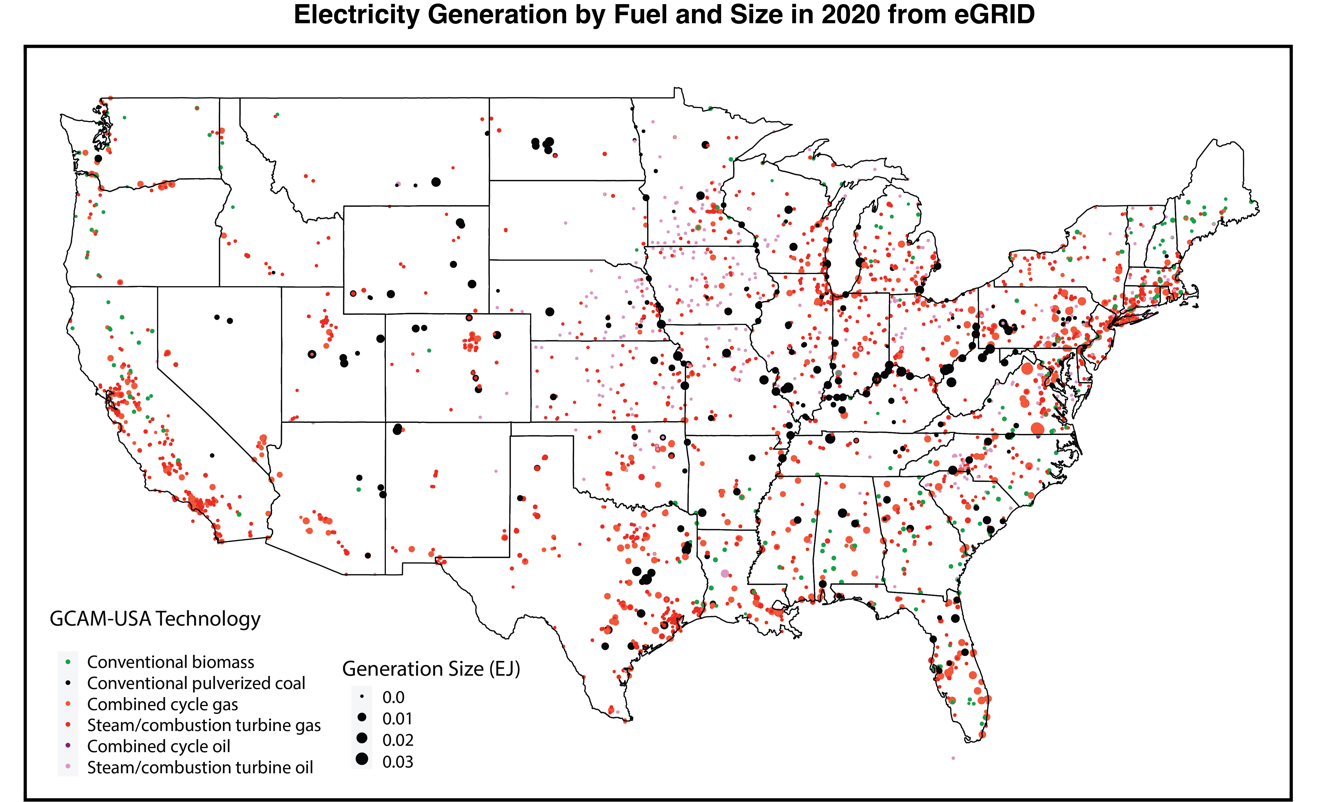 Electricity Generation by Fuel and Size in 2020 from eGRID
GCAM-USA Technology
Conventional biomass
Conventional pulverized coal
Combined cycle gas
Steam/combustion turbine gas
Combined cycle oil
Steam/combustion turbine oil
Generation Size (EJ)
0.0
0.01
0.02
0.03